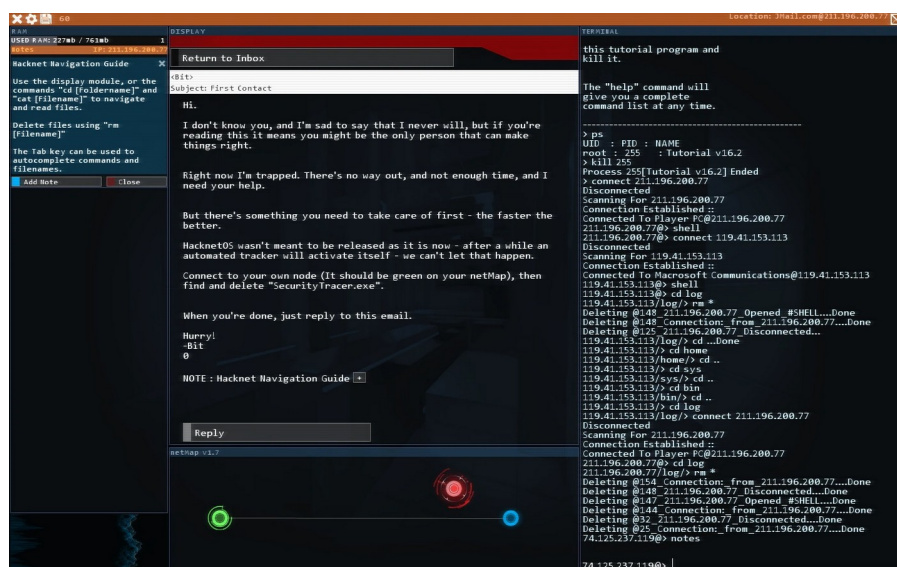 60
Location: JMail.com@211.196.200.77
RAM
USED RAM: 227mb / 761mb 1
Notes IP: 211.196.200.77
Hacknet Navigation Guide X
Use the display module, or the
commands "cd [Foldername]" and
"cat [Filename]" to navigate
and read files.
Delete files using "rm
[Filename]"
The Tab key can be used to
autocomplete commands and
filenames.
Add Note
Close
DISPLAY
Return to Inbox
<Bit>
Subject: First Contact
Hi.
I don't know you, and I'm sad to say that I never will, but if you're
reading this it means you might be the only person that can make
things right.
Right now I'm trapped. There's no way out, and not enough time, and I
need your help.
But there's something you need to take care of first - the faster the
better.
HacknetOS wasn't meant to be released as it is now - after a while an
automated tracker will activate itself - we can't let that happen.
Connect to your own node (It should be green on your netMap), then
find and delete "SecurityTracer.exe".
When you're done, just reply to this email.
Hurry!
-Bit
0
NOTE : Hacknet Navigation Guide +
Reply
netMap v1.7
TERMINAL
this tutorial program and
kill it.
The "help" command will
give you a complete
command list at any time.
--------------------------------------------------
> ps
UID : PID : NAME
root : 255 : Tutorial v16.2
> kill 255
Process 255[Tutorial v16.2] Ended
> connect 211.196.200.77
Disconnected
Scanning For 211.196.200.77
Connection Established ::
Connected To Player PC@211.196.200.77
211.196.200.77@> shell
211.196.200.77@> connect 119.41.153.113
Disconnected
Scanning For 119.41.153.113
Connection Established ::
Connected To Macrosoft Communications@119.41.153.113
119.41.153.113@> shell
119.41.153.113@> cd log
119.41.153.113/log/> rm *
Deleting @148_211.196.200.77_Opened_#SHELL....Done
Deleting @148_Connection:_from_211.196.200.77....Done
Deleting @125_211.196.200.77_Disconnected...
119.41.153.113/log/> cd ...Done
119.41.153.113/> cd home
119.41.153.113/home/> cd ..
119.41.153.113/> cd sys
119.41.153.113/sys/> cd ..
119.41.153.113/> cd bin
119.41.153.113/bin/> cd ..
119.41.153.113/> cd log
119.41.153.113/log/> connect 211.196.200.77
Disconnected
Scanning For 211.196.200.77
Connection Established ::
Connected To Player PC@211.196.200.77
211.196.200.77@> cd log
211.196.200.77/log/> rm *
Deleting @154_Connection:_from_211.196.200.77....Done
Deleting @148_211.196.200.77_Disconnected....Done
Deleting @147_211.196.200.77_Opened_#SHELL....Done
Deleting @144_Connection:_from_211.196.200.77....Done
Deleting @32_211.196.200.77_Disconnected....Done
Deleting @25_Connection:_from_211.196.200.77....Done
74.125.237.119@> notes
74.125.237.119@>